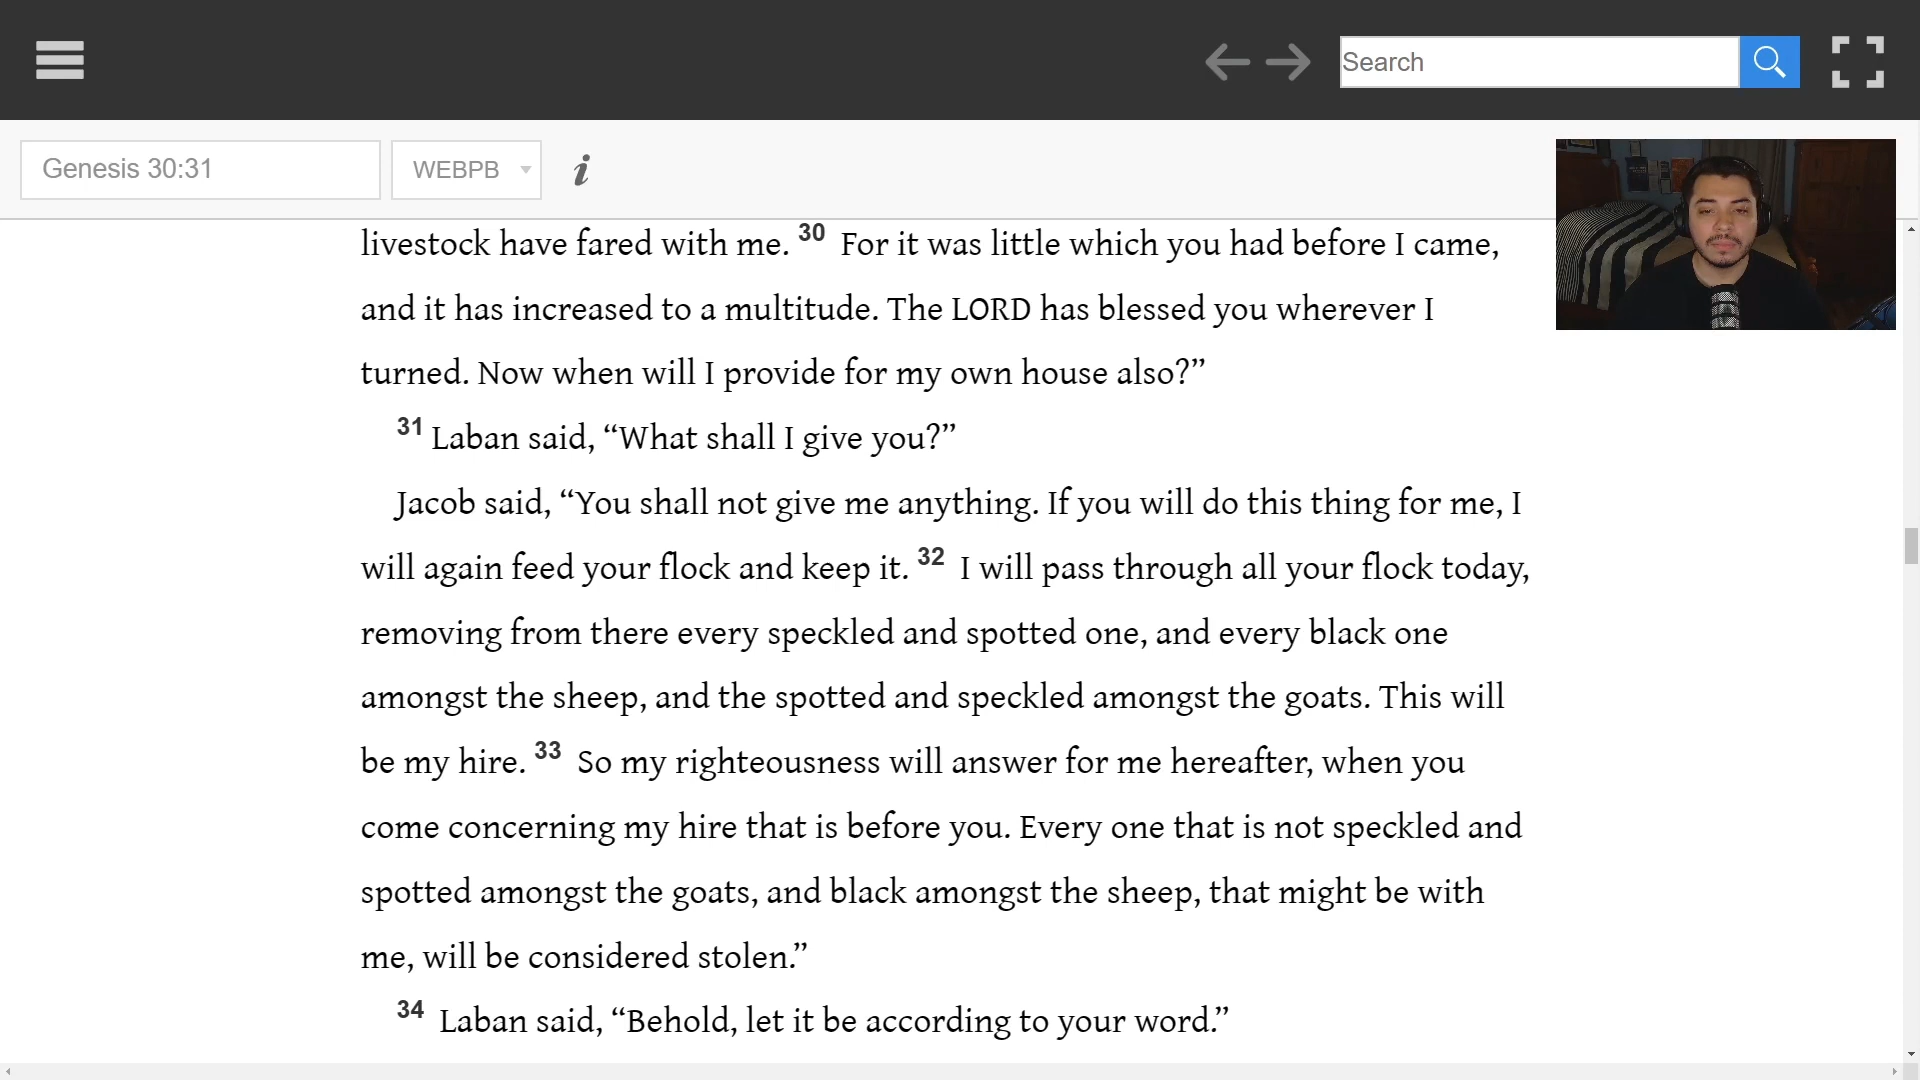 Search
Genesis 30:31
WEBPB
i
livestock have fared with me. 30 For it was little which you had before I came,
and it has increased to a multitude. The LORD has blessed you wherever I
turned. Now when will I provide for my own house also?”
31 Laban said, “What shall I give you?”
Jacob said, “You shall not give me anything. If you will do this thing for me, I
will again feed your flock and keep it. 32 I will pass through all your flock today,
removing from there every speckled and spotted one, and every black one
amongst the sheep, and the spotted and speckled amongst the goats. This will
be my hire. 33 So my righteousness will answer for me hereafter, when you
come concerning my hire that is before you. Every one that is not speckled and
spotted amongst the goats, and black amongst the sheep, that might be with
me, will be considered stolen.”
34 Laban said, “Behold, let it be according to your word.”